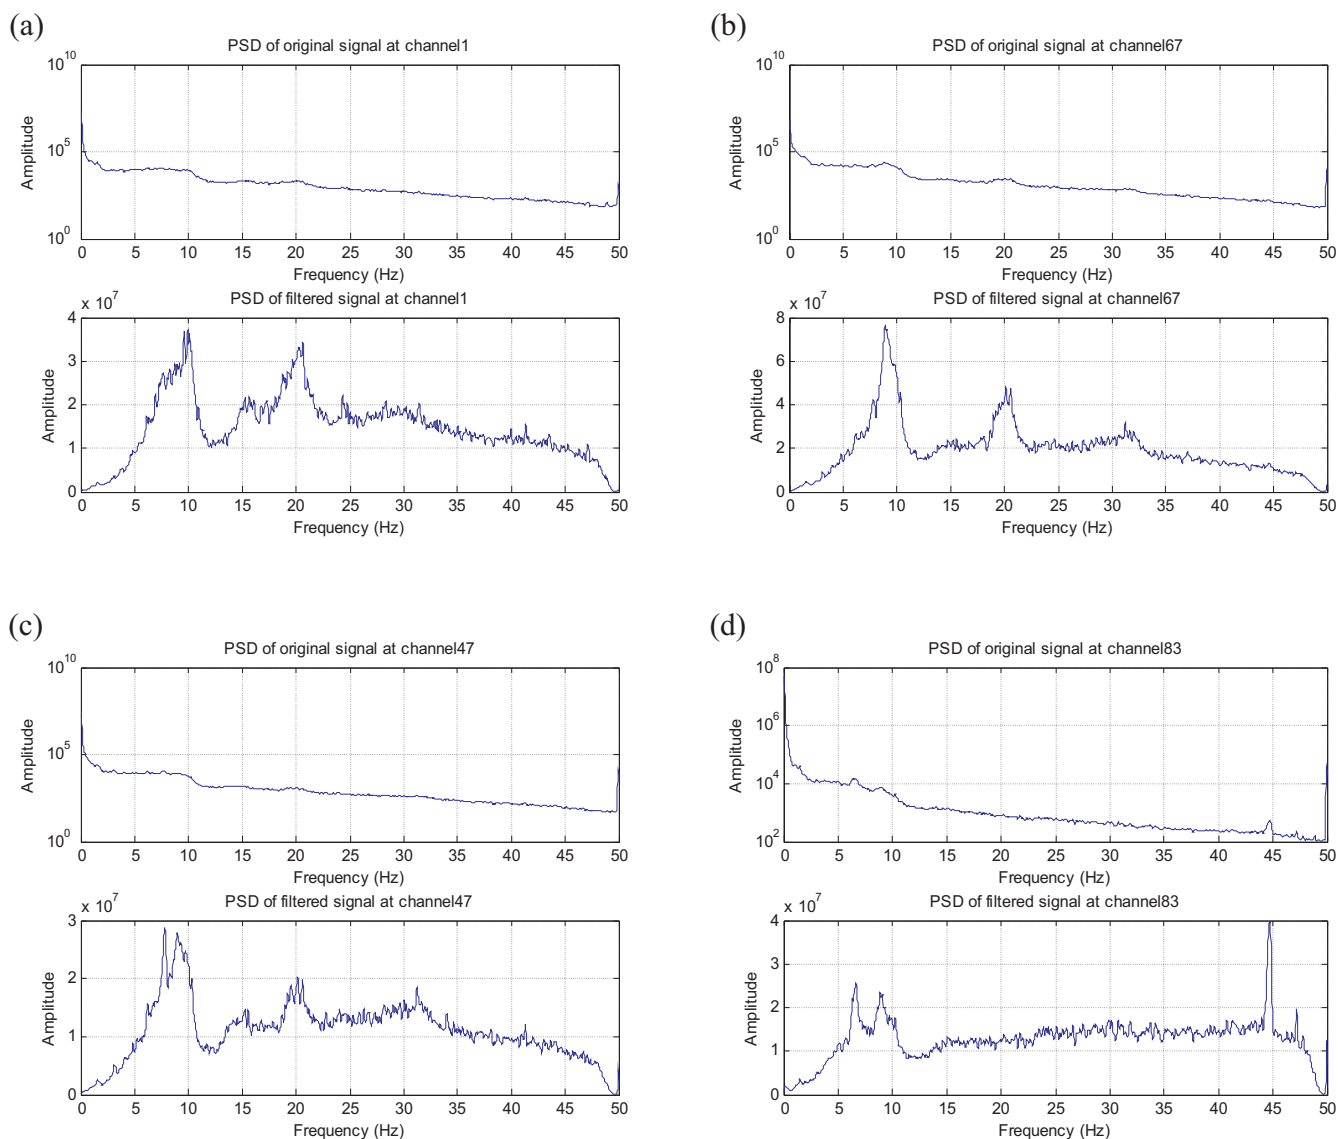 (a)
PSD of original signal at channel1
10^10
10^5
10^0
Amplitude
0 5 10 15 20 25 30 35 40 45 50
Frequency (Hz)
x 10^7
PSD of filtered signal at channel1
4
3
2
1
0
Amplitude
0 5 10 15 20 25 30 35 40 45 50
Frequency (Hz)
(b)
PSD of original signal at channel67
10^10
10^5
10^0
Amplitude
0 5 10 15 20 25 30 35 40 45 50
Frequency (Hz)
x 10^7
PSD of filtered signal at channel67
8
6
4
2
0
Amplitude
0 5 10 15 20 25 30 35 40 45 50
Frequency (Hz)
(c)
PSD of original signal at channel47
10^10
10^5
10^0
Amplitude
0 5 10 15 20 25 30 35 40 45 50
Frequency (Hz)
x 10^7
PSD of filtered signal at channel47
3
2
1
0
Amplitude
0 5 10 15 20 25 30 35 40 45 50
Frequency (Hz)
(d)
PSD of original signal at channel83
10^8
10^6
10^4
10^2
Amplitude
0 5 10 15 20 25 30 35 40 45 50
Frequency (Hz)
x 10^7
PSD of filtered signal at channel83
4
3
2
1
0
Amplitude
0 5 10 15 20 25 30 35 40 45 50
Frequency (Hz)